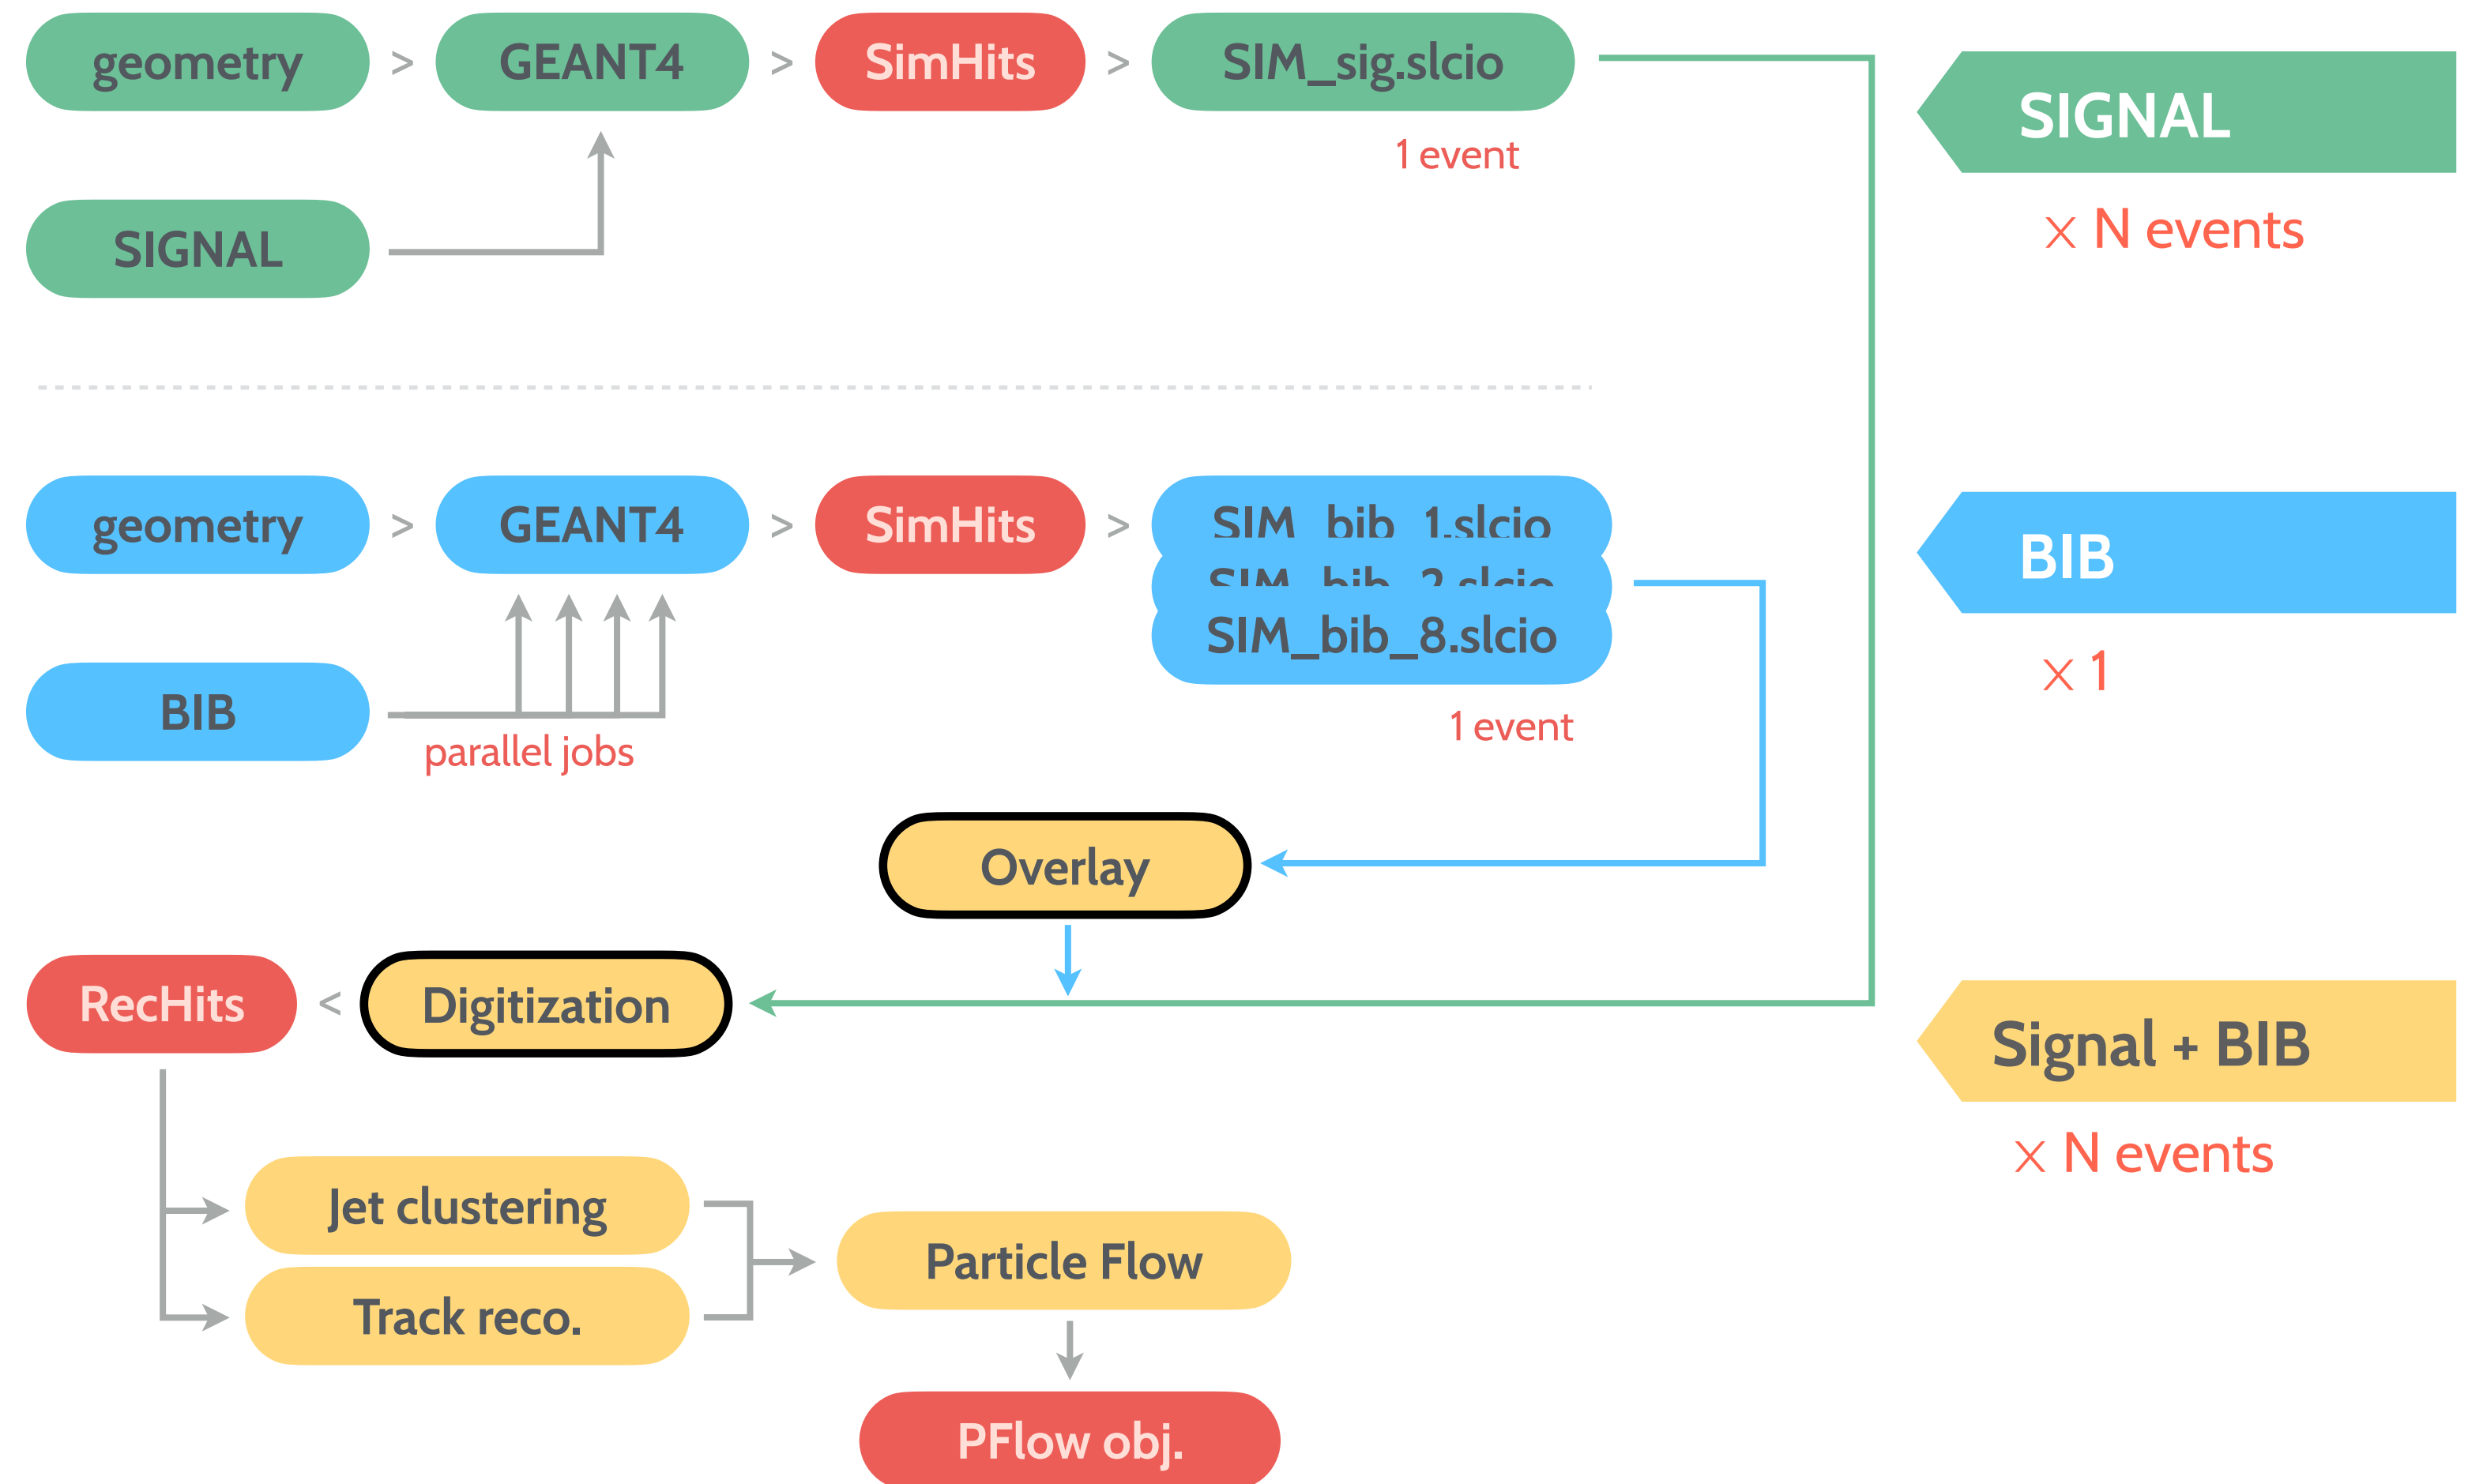 geometry > GEANT4 > SimHits > SIM_sig.slcio
1 event
SIGNAL
SIGNAL
x N events
geometry > GEANT4 > SimHits > SIM_bib_1.slcio
SIM_bib_2.slcio
SIM_bib_8.slcio
1 event
BIB
parallel jobs
BIB
x 1
Overlay
RecHits < Digitization
Signal + BIB
x N events
Jet clustering
Track reco.
Particle Flow
PFlow obj.